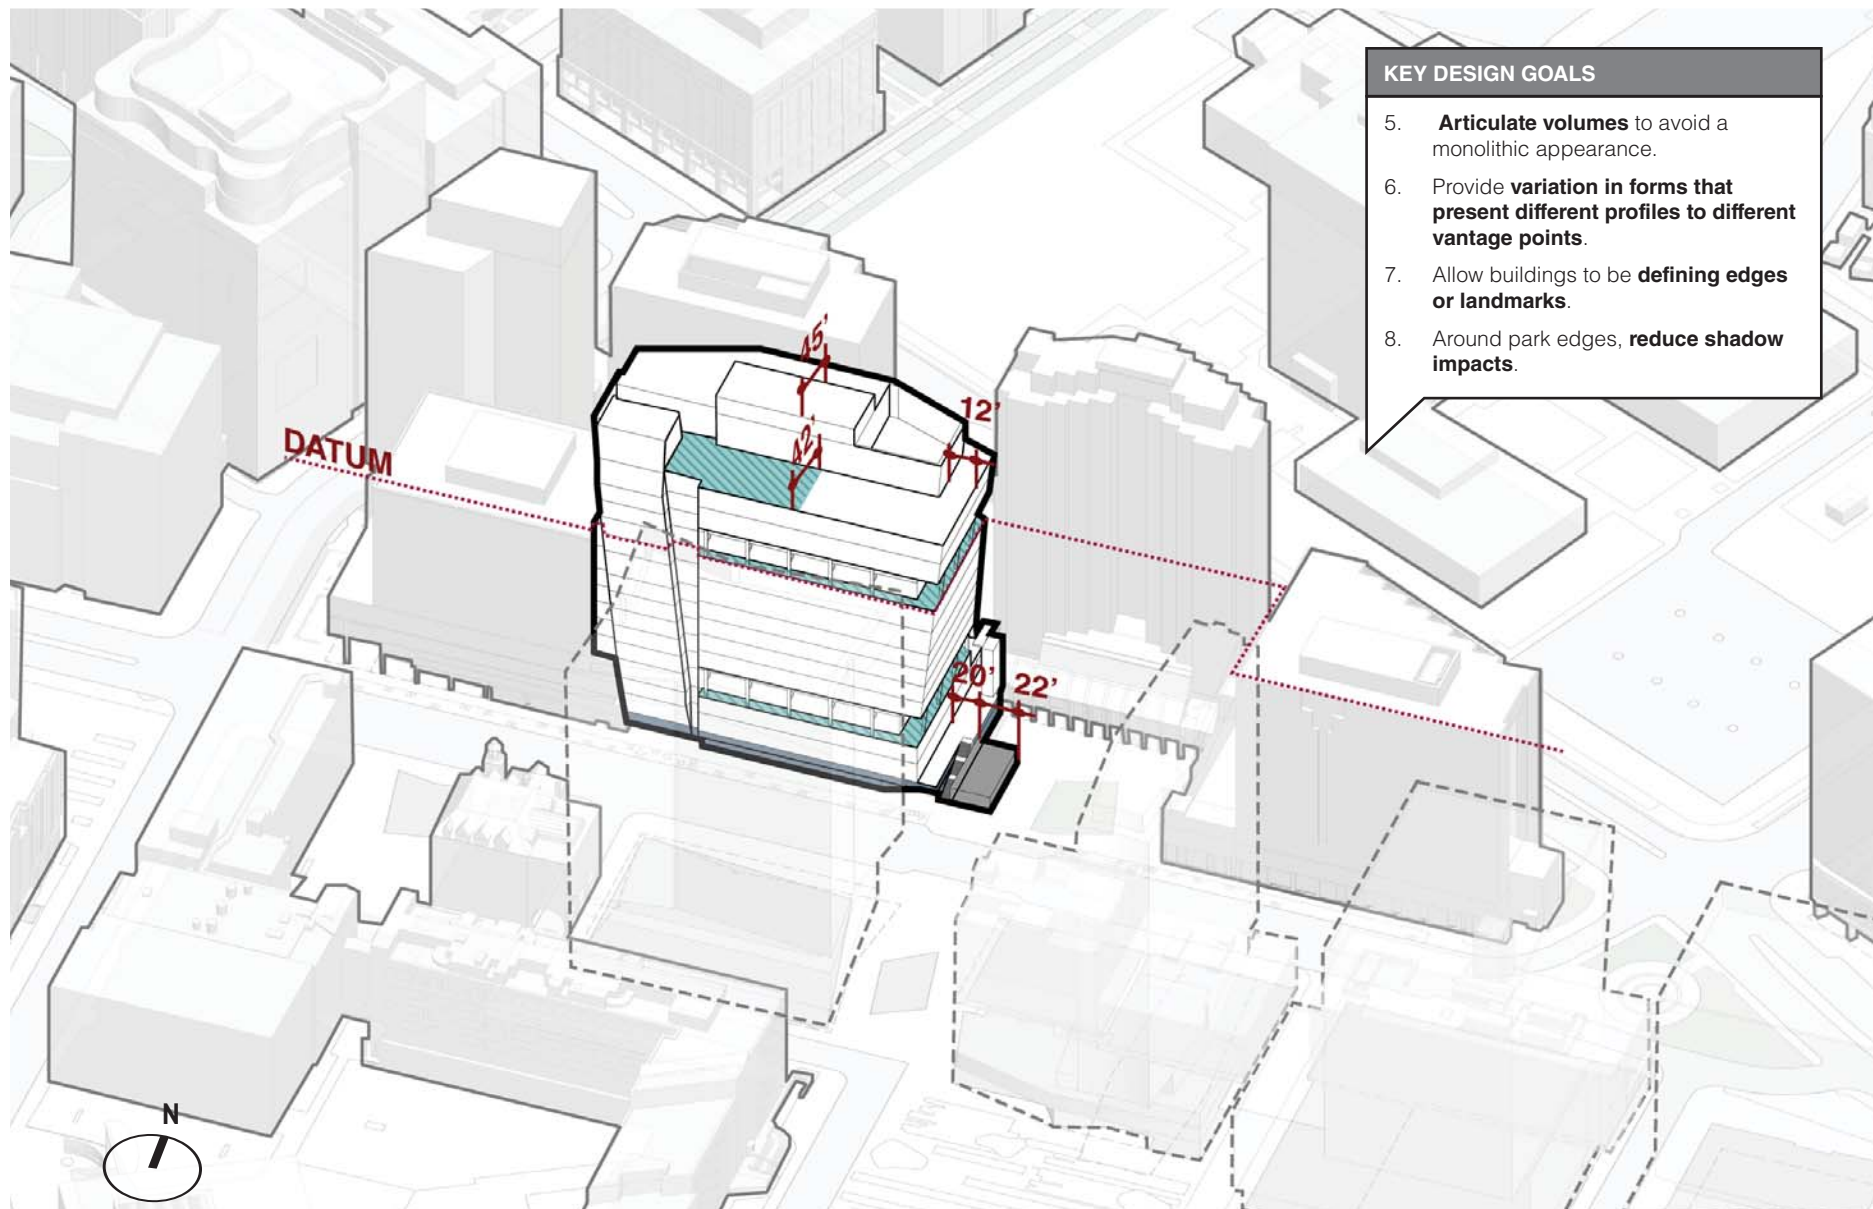 KEY DESIGN GOALS
5. Articulate volumes to avoid a
monolithic appearance.
6. Provide variation in forms that
present different profiles to different
vantage points.
7. Allow buildings to be defining edges
or landmarks.
8. Around park edges, reduce shadow
impacts.
45'
12'
42'
DATUM
20'
22'
N